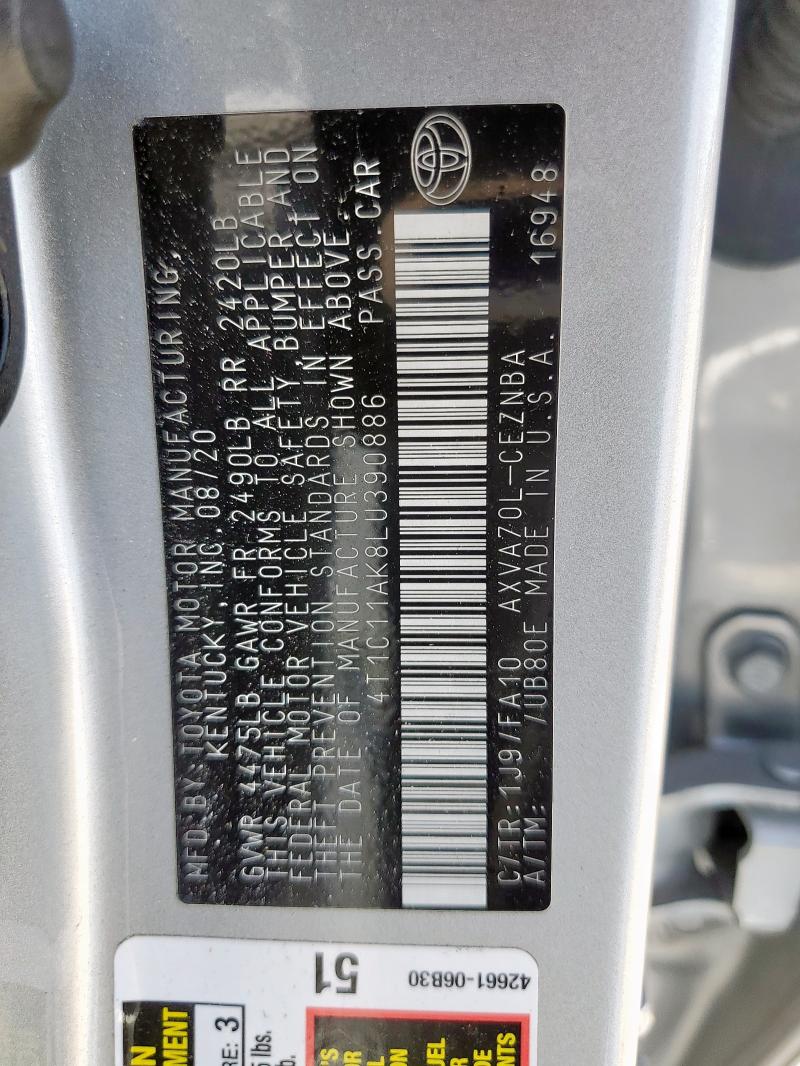 MFD.BY:TOYOTA MOTOR MANUFACTURING,
KENTUCKY,INC.08/20
GVWR 4475LB GAWR FR 2490LB RR 2420LB
THIS VEHICLE CONFORMS TO ALL APPLICABLE
FEDERAL MOTOR VEHICLE SAFETY,BUMPER,AND
THEFT PREVENTION STANDARDS IN EFFECT ON
THE DATE OF MANUFACTURE SHOWN ABOVE.
4T1C11AK8LU390886 PASS.CAR
C/TR:1J9/FA10 AXVA70L-CEZNBA
A/TM: /UB80E MADE IN U.S.A. 16948
51
42661-06B30
3
lbs.